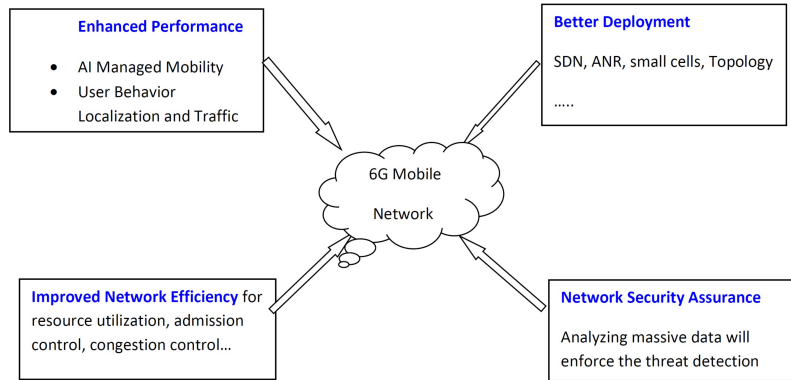 Enhanced Performance
• AI Managed Mobility
• User Behavior
Localization and Traffic
Better Deployment
SDN, ANR, small cells, Topology
.....
6G Mobile
Network
Improved Network Efficiency for
resource utilization, admission
control, congestion control...
Network Security Assurance
Analyzing massive data will
enforce the threat detection